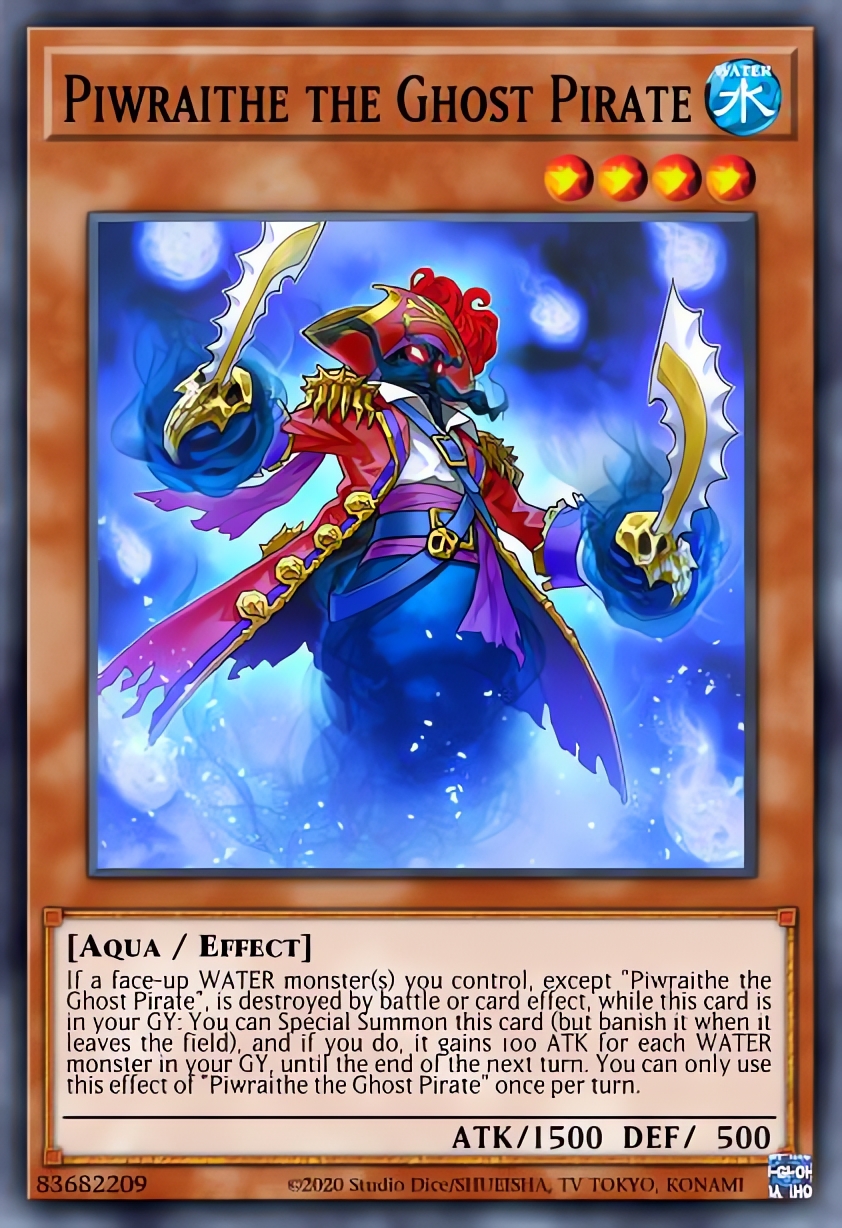 PIWRAITHE THE GHOST PIRATE
WATER
水
[AQUA / EFFECT]
If a face-up WATER monster(s) you control, except "Piwraithe the
Ghost Pirate", is destroyed by battle or card effect, while this card is
in your GY: You can Special Summon this card (but banish it when it
leaves the field), and if you do, it gains 100 ATK for each WATER
monster in your GY, until the end of the next turn. You can only use
this effect of "Piwraithe the Ghost Pirate" once per turn.
ATK/1500 DEF/ 500
83682209
©2020 Studio Dice/SHUEISHA, TV TOKYO, KONAMI